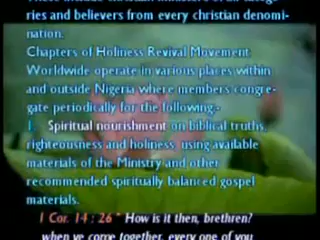 ries and believers from every christian denomi-
nation.
Chapters of Holiness Revival Movement
Worldwide operate in various places within
and outside Nigeria where members congre-
gate periodically for the following:-
1. Spiritual nourishment on biblical truths,
righteousness and holiness, using available
materials of the Ministry and other
recommended spiritually balanced gospel
materials.
1 Cor. 14 : 26 " How is it then, brethren?
when ye come together, every one of you